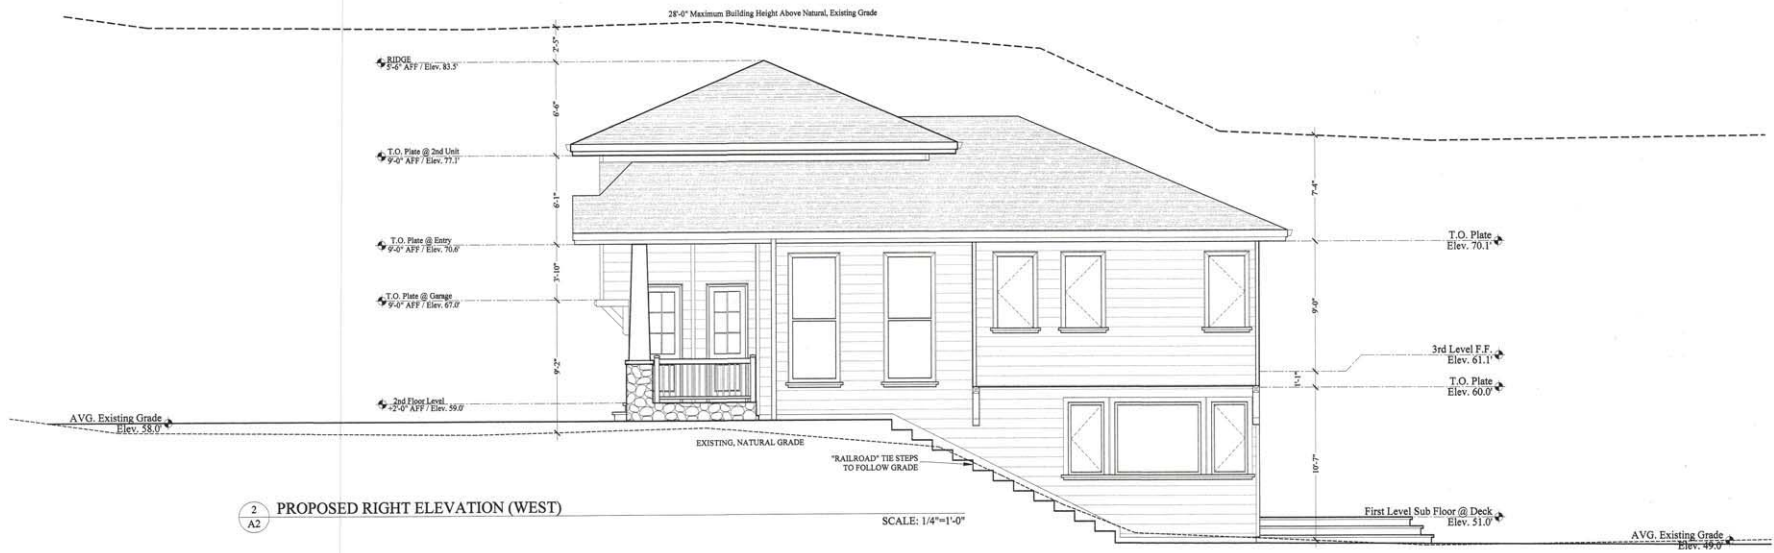 28'-0" Maximum Building Height Above Natural, Existing Grade
2'-5"
RIDGE
5'-6" AFF / Elev. 83.5'
6'-6"
T.O. Plate @ 2nd Unit
9'-0" AFF / Elev. 77.1'
7'-4"
6'-1"
T.O. Plate @ Entry
9'-0" AFF / Elev. 70.6'
T.O. Plate
Elev. 70.1'
3'-10"
T.O. Plate @ Garage
9'-0" AFF / Elev. 67.0'
9'-0"
3rd Level F.F.
Elev. 61.1'
9'-2"
1'-1"
T.O. Plate
Elev. 60.0'
2nd Floor Level
+2'-0" AFF / Elev. 59.0'
AVG. Existing Grade
Elev. 58.0'
EXISTING, NATURAL GRADE
"RAILROAD" TIE STEPS
TO FOLLOW GRADE
10'-7"
2
A2
PROPOSED RIGHT ELEVATION (WEST)
SCALE: 1/4"=1'-0"
First Level Sub Floor @ Deck
Elev. 51.0'
AVG. Existing Grade
Elev. 49.0'